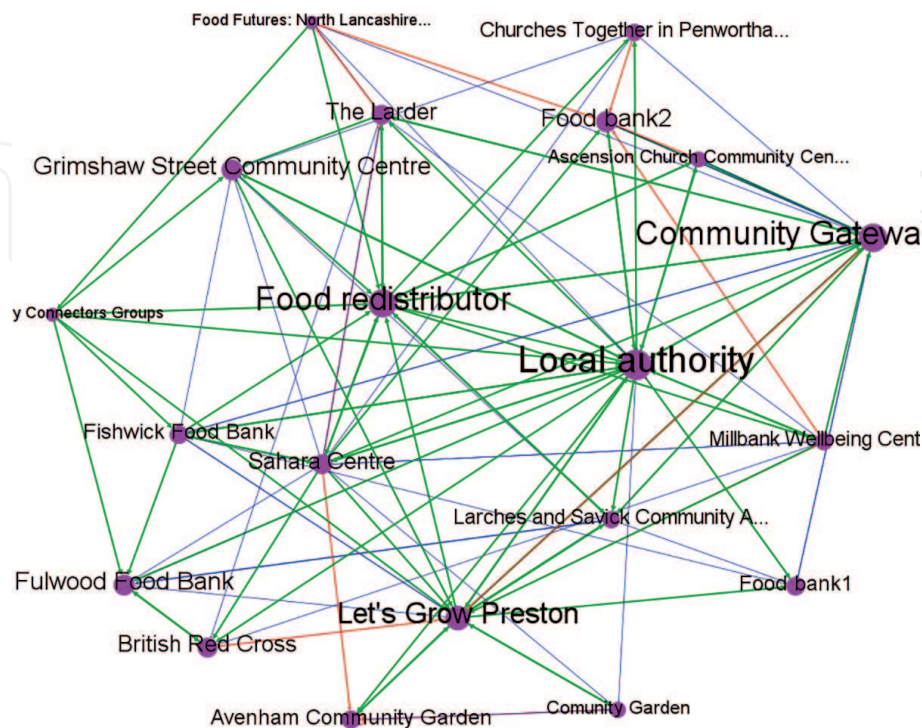 Food Futures: North Lancashire...
Churches Together in Penwortha...
The Larder
Food bank2
Ascension Church Community Cen...
Grimshaw Street Community Centre
Community Gatewa
Food redistributor
y Connectors Groups
Local authority
Fishwick Food Bank
Millbank Wellbeing Cent
Sahara Centre
Larches and Savick Community A...
Fulwood Food Bank
Food bank1
Let's Grow Preston
British Red Cross
Avenham Community Garden
Comunity Garden